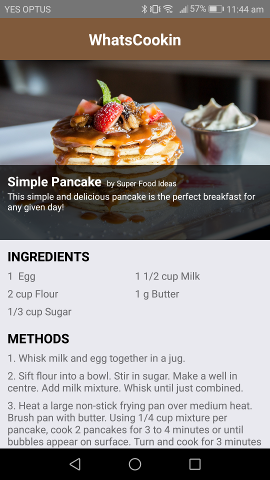 YES OPTUS 57% 11:44 am
WhatsCookin
Simple Pancake by Super Food Ideas
This simple and delicious pancake is the perfect breakfast for
any given day!
INGREDIENTS
1 Egg 1 1/2 cup Milk
2 cup Flour 1 g Butter
1/3 cup Sugar
METHODS
1. Whisk milk and egg together in a jug.
2. Sift flour into a bowl. Stir in sugar. Make a well in
centre. Add milk mixture. Whisk until just combined.
3. Heat a large non-stick frying pan over medium heat.
Brush pan with butter. Using 1/4 cup mixture per
pancake, cook 2 pancakes for 3 to 4 minutes or until
bubbles appear on surface. Turn and cook for 3 minutes